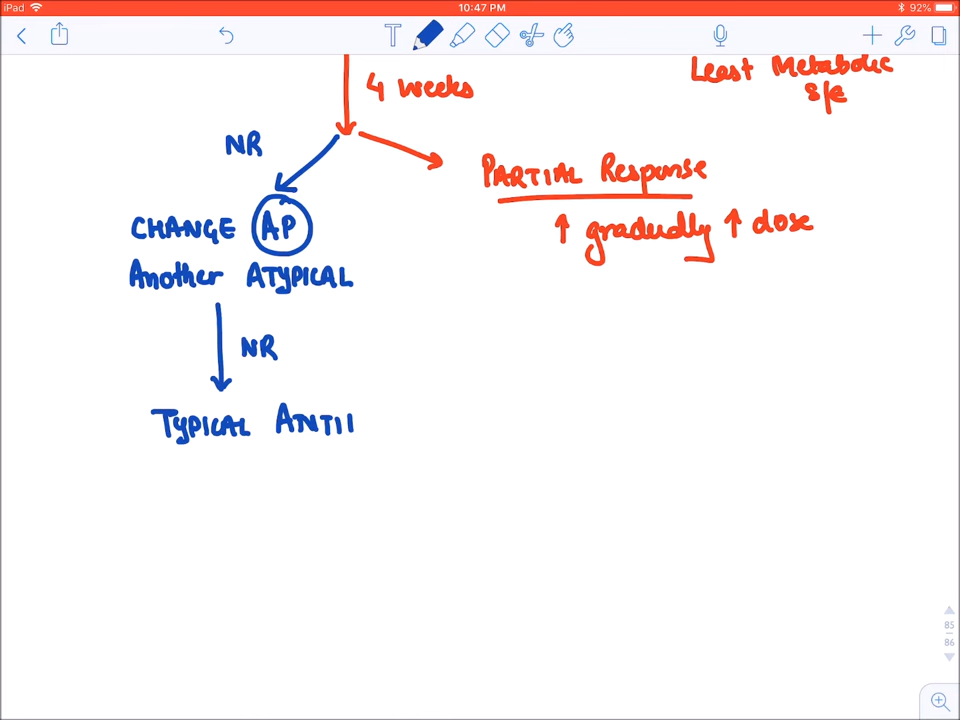 iPad
10:47 PM
92%
T
4 weeks
Least Metabolic
S/e
NR
PARTIAL Response
CHANGE AP
↑ gradually ↑ dose
Another ATYPICAL
NR
TYPICAL ANTII
85
86